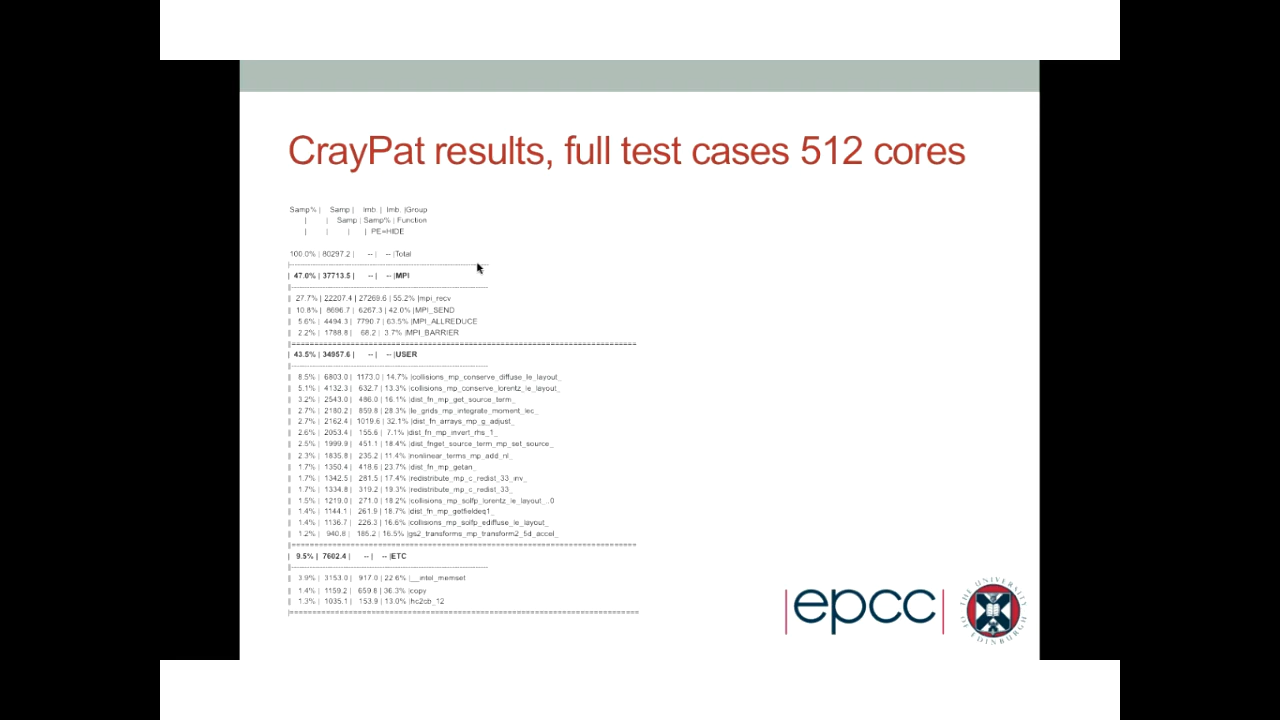 CrayPat results, full test cases 512 cores
Samp% | Samp | Imb. | Imb. |Group
| | Samp | Samp% | Function
| | | | PE=HIDE
100.0% | 80297.2 | -- | -- |Total
| 47.0% | 37713.5 | -- | -- |MPI
|| 27.7% | 22207.4 | 27269.6 | 55.2% |mpi_recv
|| 10.8% | 8696.7 | 6267.3 | 42.0% |MPI_SEND
|| 5.6% | 4494.3 | 7790.7 | 63.5% |MPI_ALLREDUCE
|| 2.2% | 1788.8 | 68.2 | 3.7% |MPI_BARRIER
||=====================================================================
| 43.5% | 34957.6 | -- | -- |USER
|| 8.5% | 6803.0 | 1173.0 | 14.7% |collisions_mp_conserve_diffuse_le_layout_
|| 5.1% | 4132.3 | 632.7 | 13.3% |collisions_mp_conserve_lorentz_le_layout_
|| 3.2% | 2543.0 | 486.0 | 16.1% |dist_fn_mp_get_source_term_
|| 2.7% | 2180.2 | 859.8 | 28.3% |le_grids_mp_integrate_moment_lec_
|| 2.7% | 2162.4 | 1019.6 | 32.1% |dist_fn_arrays_mp_g_adjust_
|| 2.6% | 2053.4 | 155.6 | 7.1% |dist_fn_mp_invert_rhs_1_
|| 2.5% | 1999.9 | 451.1 | 18.4% |dist_fnget_source_term_mp_set_source_
|| 2.3% | 1835.8 | 235.2 | 11.4% |nonlinear_terms_mp_add_nl_
|| 1.7% | 1350.4 | 418.6 | 23.7% |dist_fn_mp_getan_
|| 1.7% | 1342.5 | 281.5 | 17.4% |redistribute_mp_c_redist_33_inv_
|| 1.7% | 1334.8 | 319.2 | 19.3% |redistribute_mp_c_redist_33_
|| 1.5% | 1219.0 | 271.0 | 18.2% |collisions_mp_solfp_lorentz_le_layout_..0
|| 1.4% | 1144.1 | 261.9 | 18.7% |dist_fn_mp_getfieldeq1_
|| 1.4% | 1136.7 | 226.3 | 16.6% |collisions_mp_solfp_ediffuse_le_layout_
|| 1.2% | 940.8 | 185.2 | 16.5% |gs2_transforms_mp_transform2_5d_accel_
||=====================================================================
| 9.5% | 7602.4 | -- | -- |ETC
|| 3.9% | 3153.0 | 917.0 | 22.6% |__intel_memset
|| 1.4% | 1159.2 | 659.8 | 36.3% |copy
|| 1.3% | 1035.1 | 153.9 | 13.0% |hc2cb_12
|=====================================================================
|epcc|
THE UNIVERSITY OF EDINBURGH